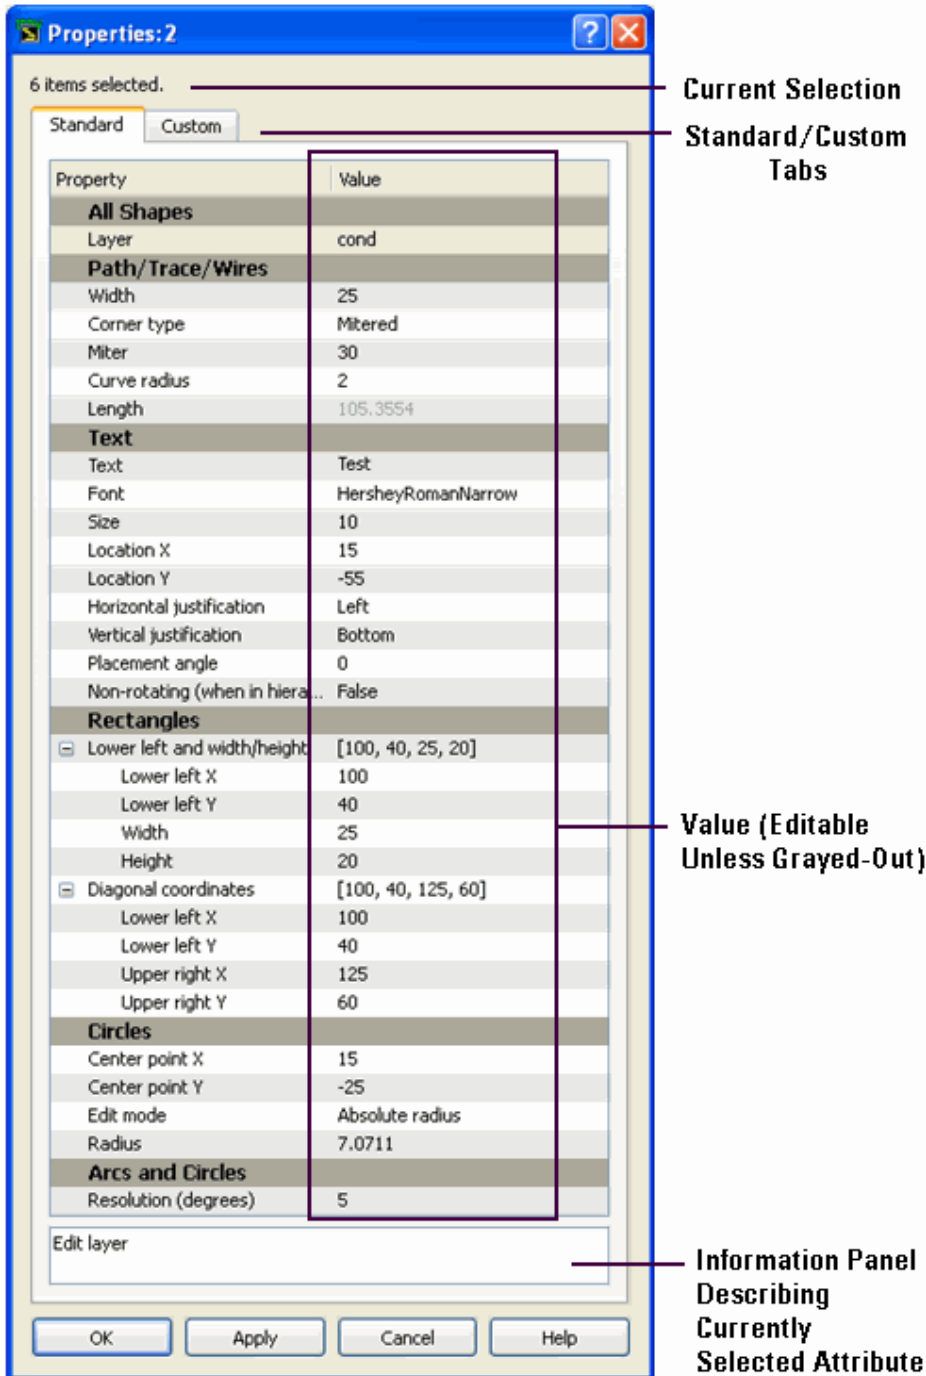 Properties:2
6 items selected.
Current Selection
Standard Custom
Standard/Custom
Tabs
Property Value
All Shapes
Layer cond
Path/Trace/Wires
Width 25
Corner type Mitered
Miter 30
Curve radius 2
Length 105.3554
Text
Text Test
Font HersheyRomanNarrow
Size 10
Location X 15
Location Y -55
Horizontal justification Left
Vertical justification Bottom
Placement angle 0
Non-rotating (when in hiera... False
Rectangles
Lower left and width/height [100, 40, 25, 20]
Lower left X 100
Lower left Y 40
Width 25
Height 20
Value (Editable
Unless Grayed-Out)
Diagonal coordinates [100, 40, 125, 60]
Lower left X 100
Lower left Y 40
Upper right X 125
Upper right Y 60
Circles
Center point X 15
Center point Y -25
Edit mode Absolute radius
Radius 7.0711
Arcs and Circles
Resolution (degrees) 5
Edit layer
Information Panel
Describing
Currently
Selected Attribute
OK Apply Cancel Help